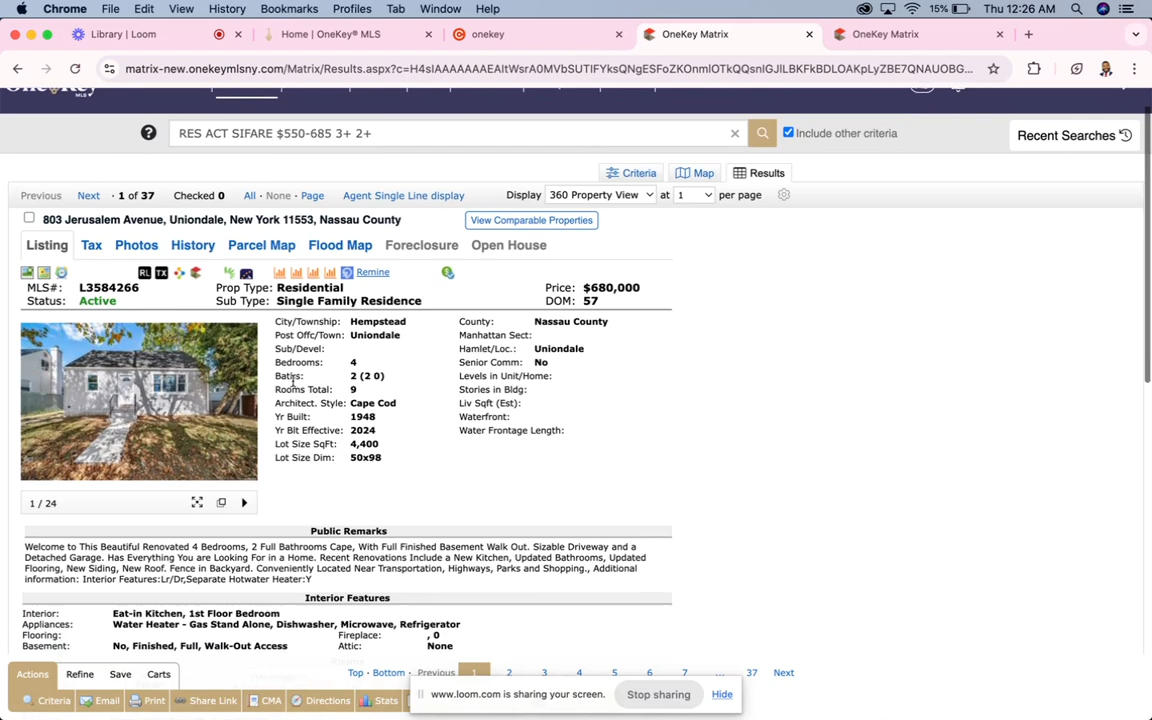 Chrome File Edit View History Bookmarks Profiles Tab Window Help 15% Thu 12:26 AM
Library | Loom Home | OneKey® MLS onekey OneKey Matrix OneKey Matrix
matrix-new.onekeymlsny.com/Matrix/Results.aspx?c=H4sIAAAAAAAEAItWsrA0MVbSUTIFYksQNgESFoZKOnmlOTkQQsnIGJILBKFkBDLOAKpLyZBE7QNAUOBG...
RES ACT SIFARE $550-685 3+ 2+ Include other criteria Recent Searches
Criteria Map Results
Previous Next · 1 of 37 Checked 0 All · None · Page Agent Single Line display Display 360 Property View at 1 per page
803 Jerusalem Avenue, Uniondale, New York 11553, Nassau County View Comparable Properties
Listing Tax Photos History Parcel Map Flood Map Foreclosure Open House
RL TX Remine
MLS#: L3584266 Prop Type: Residential Price: $680,000
Status: Active Sub Type: Single Family Residence DOM: 57
City/Township: Hempstead County: Nassau County
Post Offc/Town: Uniondale Manhattan Sect:
Sub/Devel: Hamlet/Loc.: Uniondale
Bedrooms: 4 Senior Comm: No
Baths: 2 (2 0) Levels in Unit/Home:
Rooms Total: 9 Stories in Bldg:
Architect. Style: Cape Cod Liv Sqft (Est):
Yr Built: 1948 Waterfront:
Yr Blt Effective: 2024 Water Frontage Length:
Lot Size SqFt: 4,400
Lot Size Dim: 50x98
1 / 24
Public Remarks
Welcome to This Beautiful Renovated 4 Bedrooms, 2 Full Bathrooms Cape, With Full Finished Basement Walk Out. Sizable Driveway and a
Detached Garage. Has Everything You are Looking For in a Home. Recent Renovations Include a New Kitchen, Updated Bathrooms, Updated
Flooring, New Siding, New Roof. Fence in Backyard. Conveniently Located Near Transportation, Highways, Parks and Shopping., Additional
information: Interior Features:Lr/Dr,Separate Hotwater Heater:Y
Interior Features
Interior: Eat-in Kitchen, 1st Floor Bedroom
Appliances: Water Heater - Gas Stand Alone, Dishwasher, Microwave, Refrigerator
Flooring: Fireplace: , 0
Basement: No, Finished, Full, Walk-Out Access Attic: None
Actions Refine Save Carts Top · Bottom · Previous 1 2 3 4 5 6 7 ... 37 Next
Criteria Email Print Share Link CMA Directions Stats
www.loom.com is sharing your screen. Stop sharing Hide